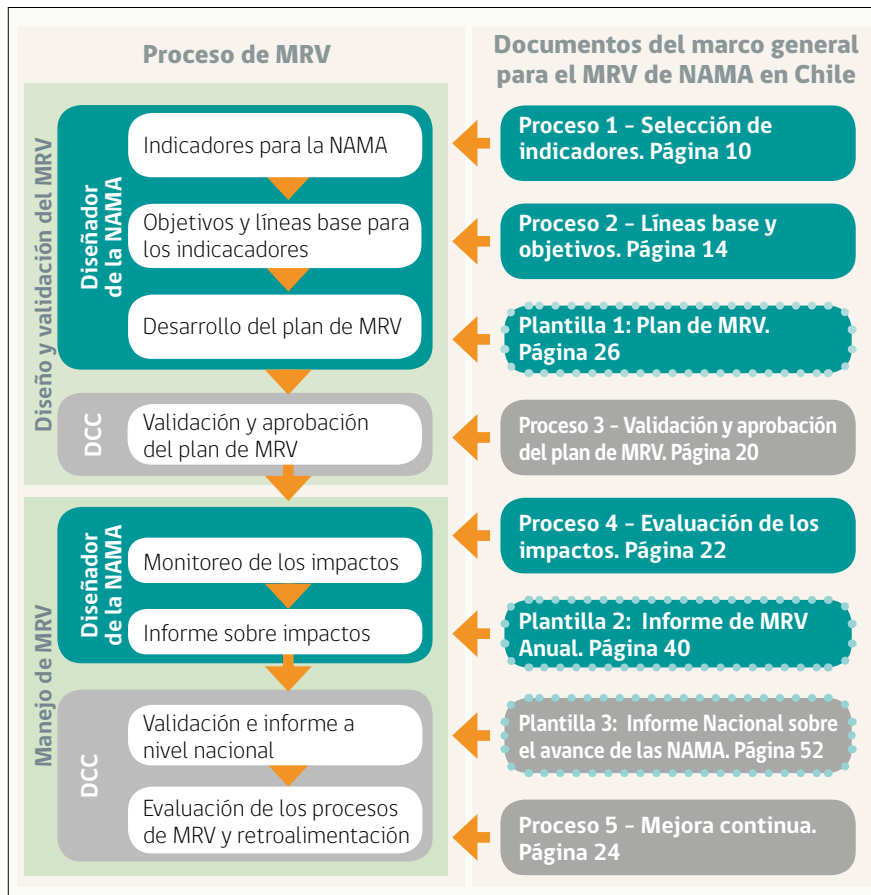 Proceso de MRV
Documentos del marco general
para el MRV de NAMA en Chile
Diseño y validación del MRV
Diseñador
de la NAMA
Indicadores para la NAMA
Proceso 1 – Selección de
indicadores. Página 10
Objetivos y líneas base para
los indicacadores
Proceso 2 – Líneas base y
objetivos. Página 14
Desarrollo del plan de MRV
Plantilla 1: Plan de MRV.
Página 26
DCC
Validación y aprobación
del plan de MRV
Proceso 3 – Validación y aprobación
del plan de MRV. Página 20
Manejo de MRV
Diseñador
de la NAMA
Monitoreo de los impactos
Proceso 4 – Evaluación de los
impactos. Página 22
Informe sobre impactos
Plantilla 2: Informe de MRV
Anual. Página 40
DCC
Validación e informe a
nivel nacional
Plantilla 3: Informe Nacional sobre
el avance de las NAMA. Página 52
Evaluación de los procesos
de MRV y retroalimentación
Proceso 5 – Mejora continua.
Página 24